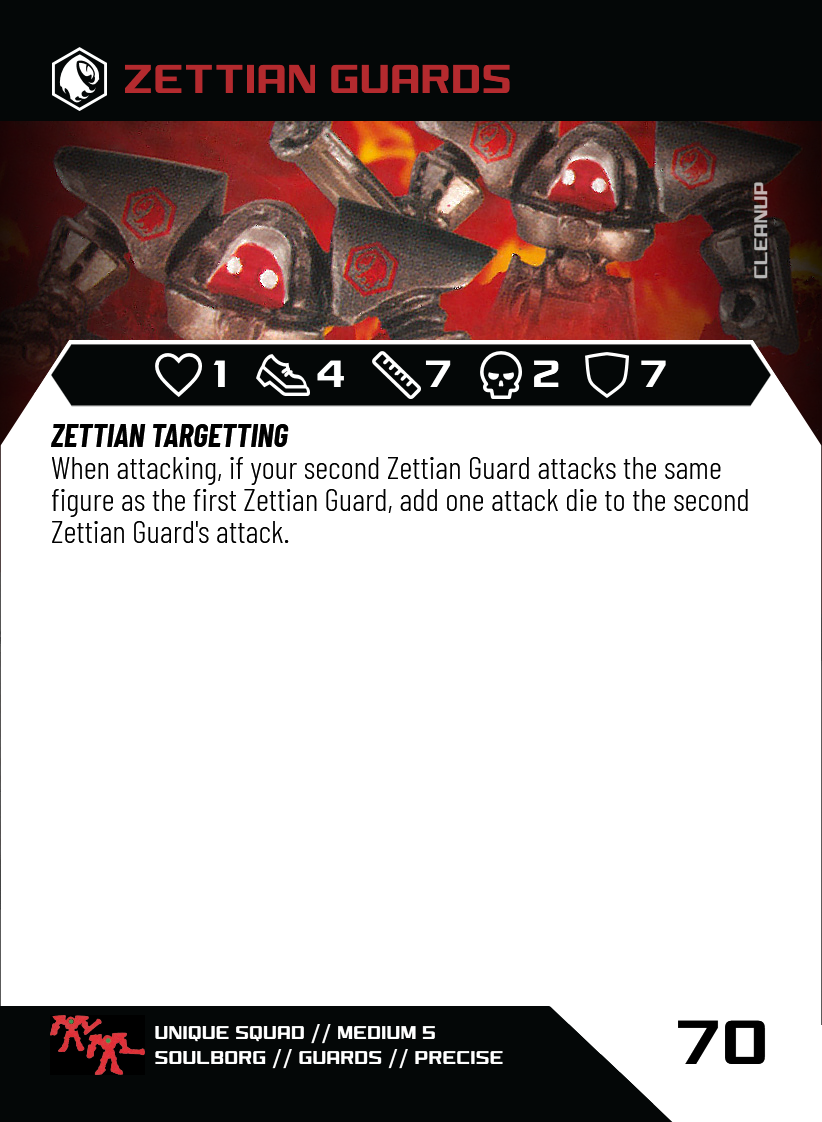 ZETTIAN GUARDS
CLEANUP
1 4 7 2 7
ZETTIAN TARGETTING
When attacking, if your second Zettian Guard attacks the same
figure as the first Zettian Guard, add one attack die to the second
Zettian Guard's attack.
UNIQUE SQUAD // MEDIUM 5
SOULBORG // GUARDS // PRECISE
70